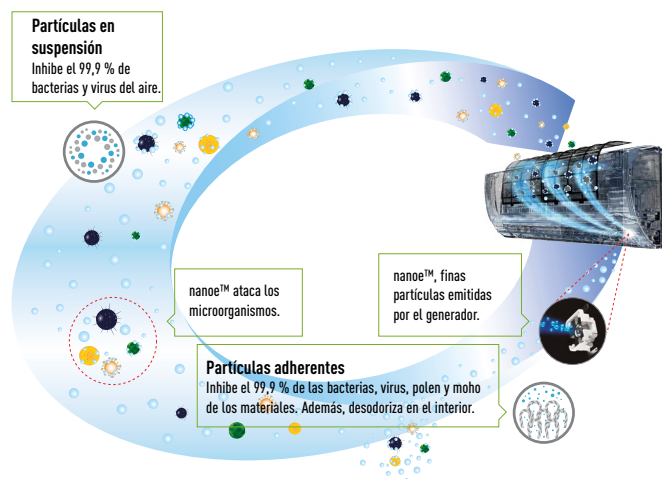 Partículas en
suspensión
Inhibe el 99,9 % de
bacterias y virus del aire.
nanoe™ ataca los
microorganismos.
nanoe™, finas
partículas emitidas
por el generador.
Partículas adherentes
Inhibe el 99,9 % de las bacterias, virus, polen y moho
de los materiales. Además, desodoriza en el interior.